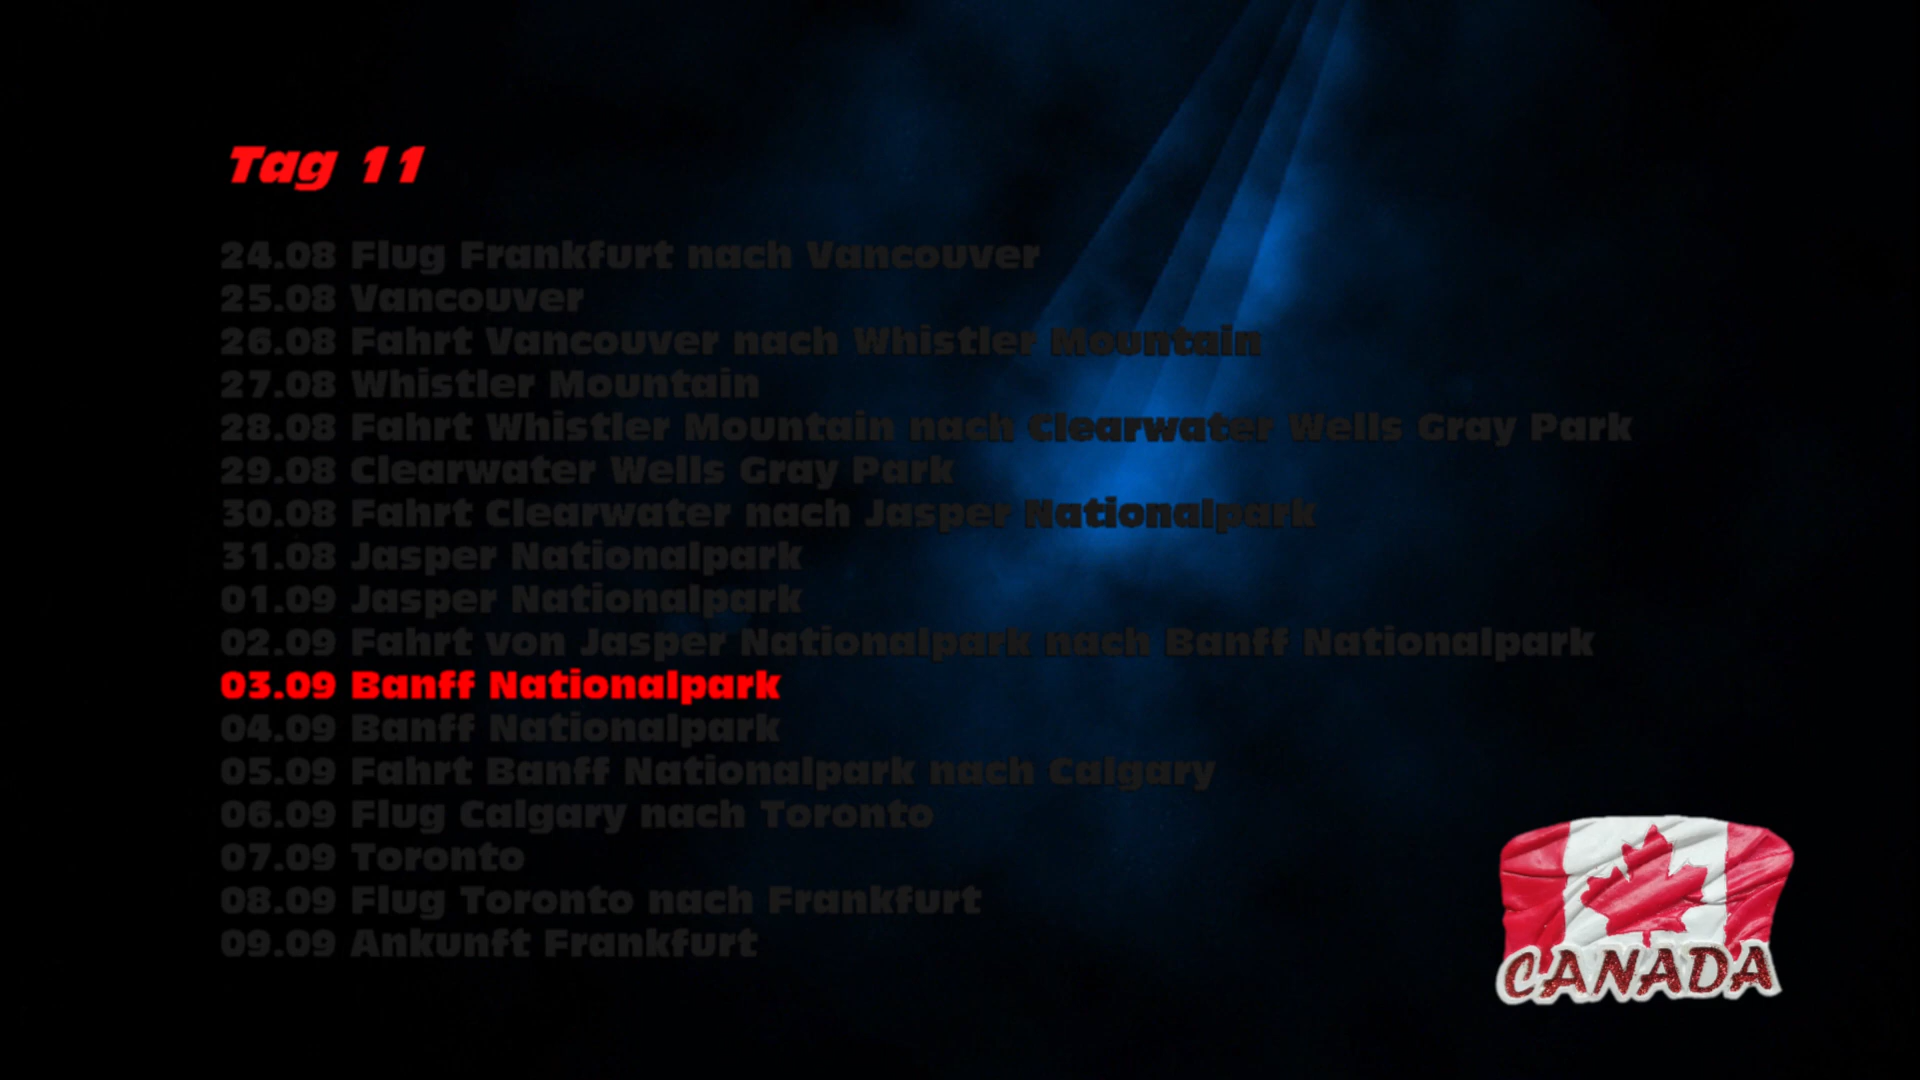 Tag 11
24.08 Flug Frankfurt nach Vancouver
25.08 Vancouver
26.08 Fahrt Vancouver nach Whistler Mountain
27.08 Whistler Mountain
28.08 Fahrt Whistler Mountain nach Clearwater Wells Gray Park
29.08 Clearwater Wells Gray Park
30.08 Fahrt Clearwater nach Jasper Nationalpark
31.08 Jasper Nationalpark
01.09 Jasper Nationalpark
02.09 Fahrt von Jasper Nationalpark nach Banff Nationalpark
03.09 Banff Nationalpark
04.09 Banff Nationalpark
05.09 Fahrt Banff Nationalpark nach Calgary
06.09 Flug Calgary nach Toronto
07.09 Toronto
08.09 Flug Toronto nach Frankfurt
09.09 Ankunft Frankfurt
CANADA